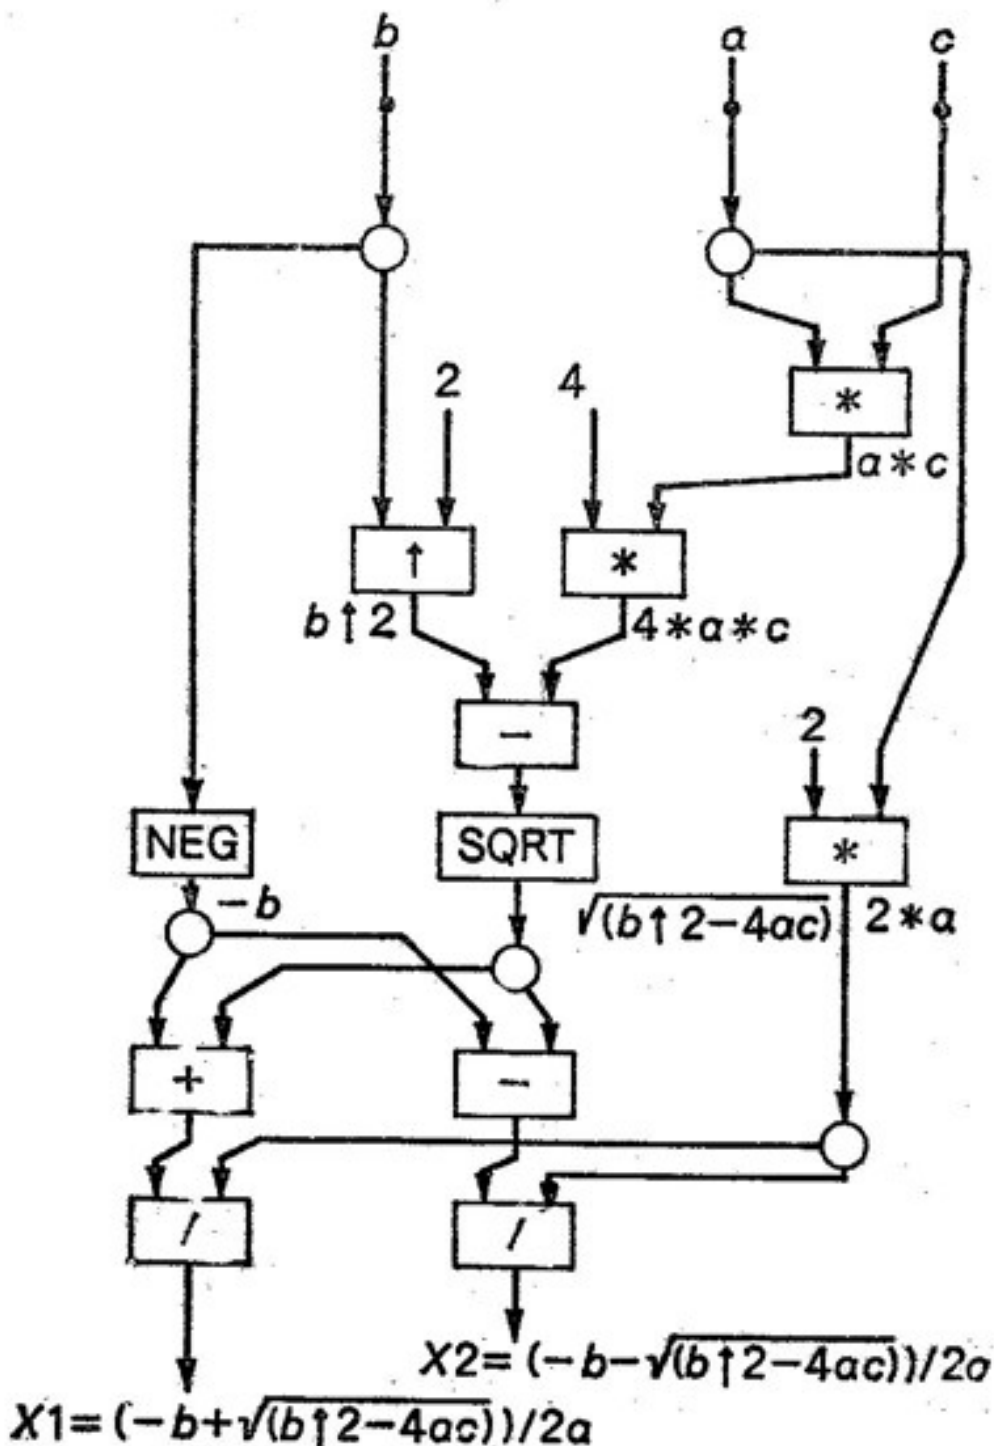 b a c
*
2 4
a*c
↑ *
b↑2 4*a*c
−
2
NEG SQRT *
−b √(b↑2−4ac) 2*a
+ −
/ /
X2=(−b−√(b↑2−4ac))/2a
X1=(−b+√(b↑2−4ac))/2a